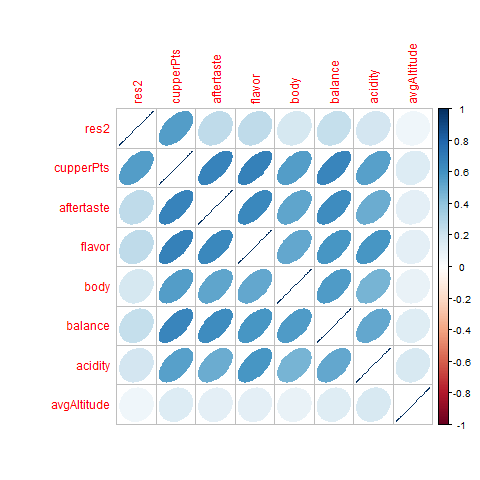 res2
cupperPts
aftertaste
flavor
body
balance
acidity
avgAltitude
res2
cupperPts
aftertaste
flavor
body
balance
acidity
avgAltitude
1
0.8
0.6
0.4
0.2
0
-0.2
-0.4
-0.6
-0.8
-1